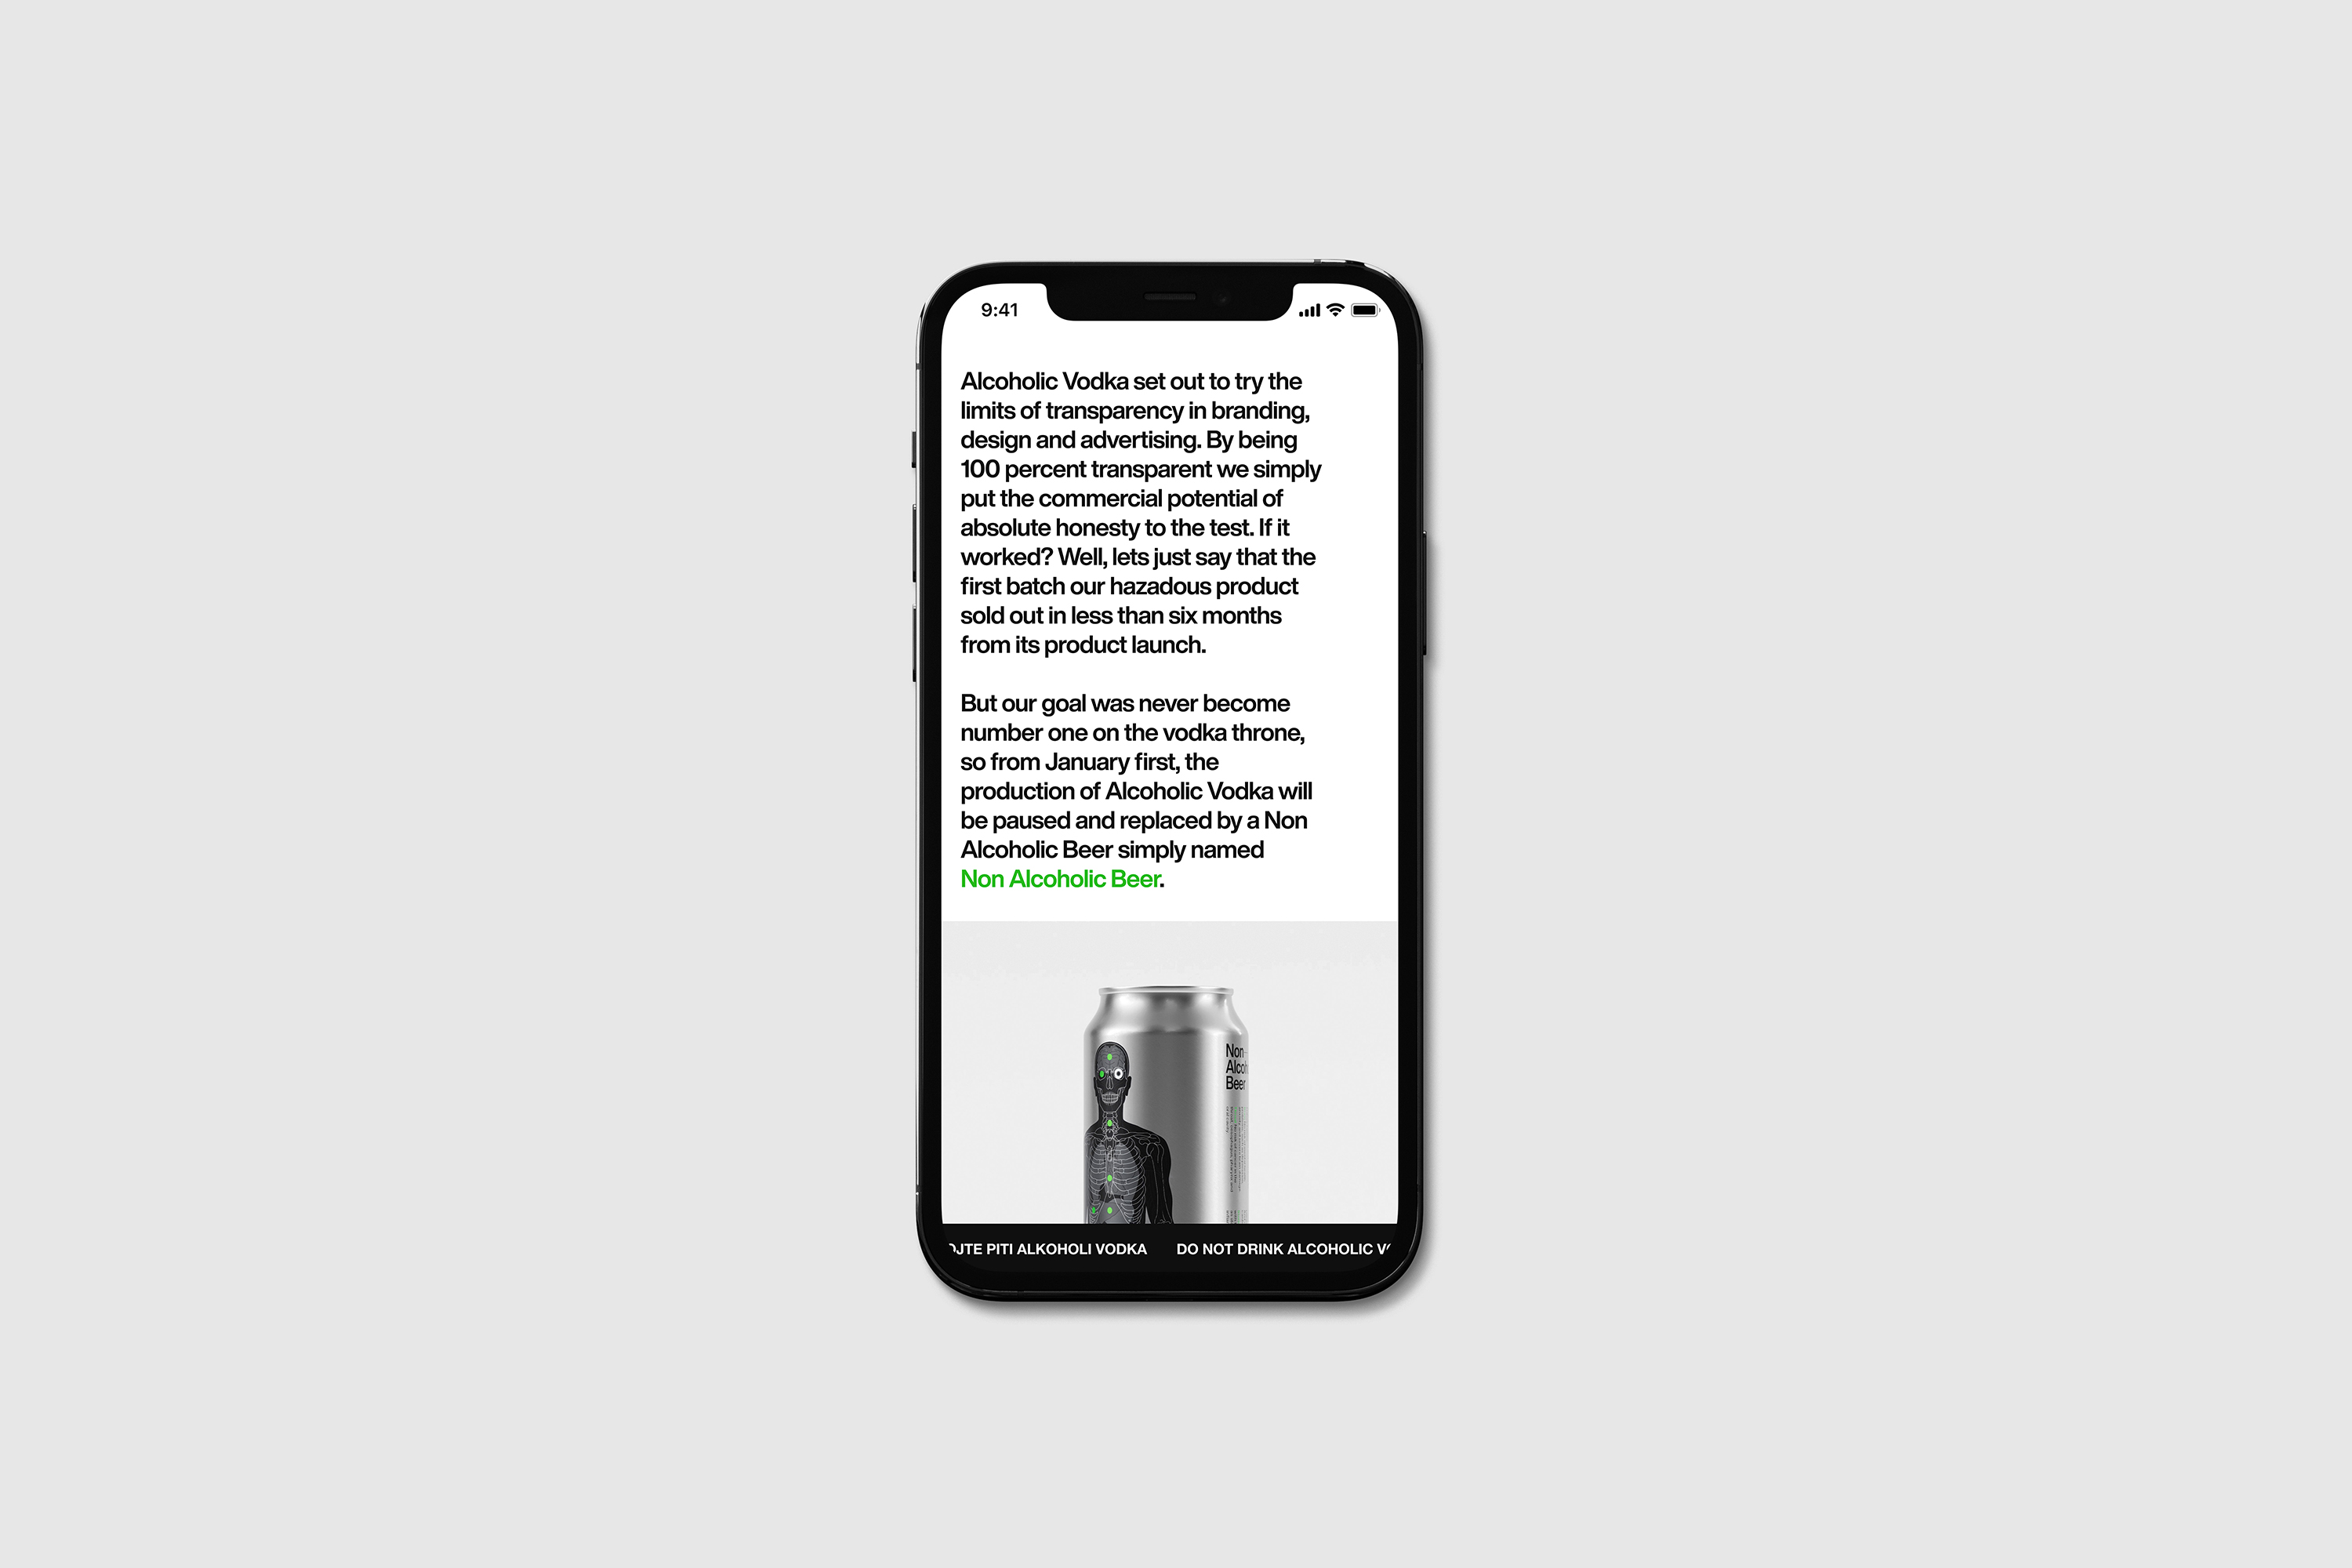 9:41
Alcoholic Vodka set out to try the
limits of transparency in branding,
design and advertising. By being
100 percent transparent we simply
put the commercial potential of
absolute honesty to the test. If it
worked? Well, lets just say that the
first batch our hazadous product
sold out in less than six months
from its product launch.
But our goal was never become
number one on the vodka throne,
so from January first, the
production of Alcoholic Vodka will
be paused and replaced by a Non
Alcoholic Beer simply named
Non Alcoholic Beer.
Non
Beer
PITI ALKOHOLI VODKA DO NOT DRINK ALCOHOLIC